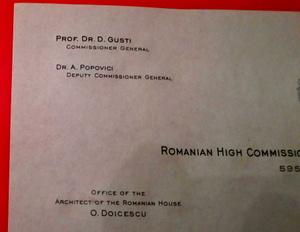 PROF. DR. D. GUSTI
COMMISSIONER GENERAL
DR. A. POPOVICI
DEPUTY COMMISSIONER GENERAL
ROMANIAN HIGH COMMISSIO
595
OFFICE OF THE
ARCHITECT OF THE ROMANIAN HOUSE
O. DOICESCU